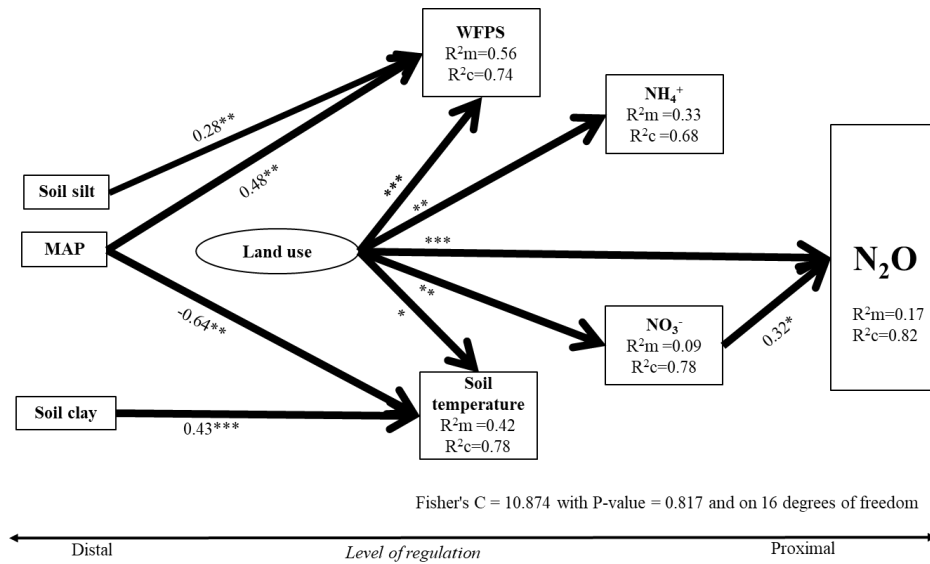 WFPS
R²m=0.56
R²c=0.74
NH₄⁺
R²m =0.33
R²c=0.68
0.28**
0.48**
***
**
Soil silt
MAP
Land use
***
N₂O
R²m=0.17
R²c=0.82
**
*
-0.64**
NO₃⁻
R²m =0.09
R²c=0.78
0.32*
Soil clay
0.43***
Soil
temperature
R²m =0.42
R²c=0.78
Fisher's C = 10.874 with P-value = 0.817 and on 16 degrees of freedom
Distal
Level of regulation
Proximal